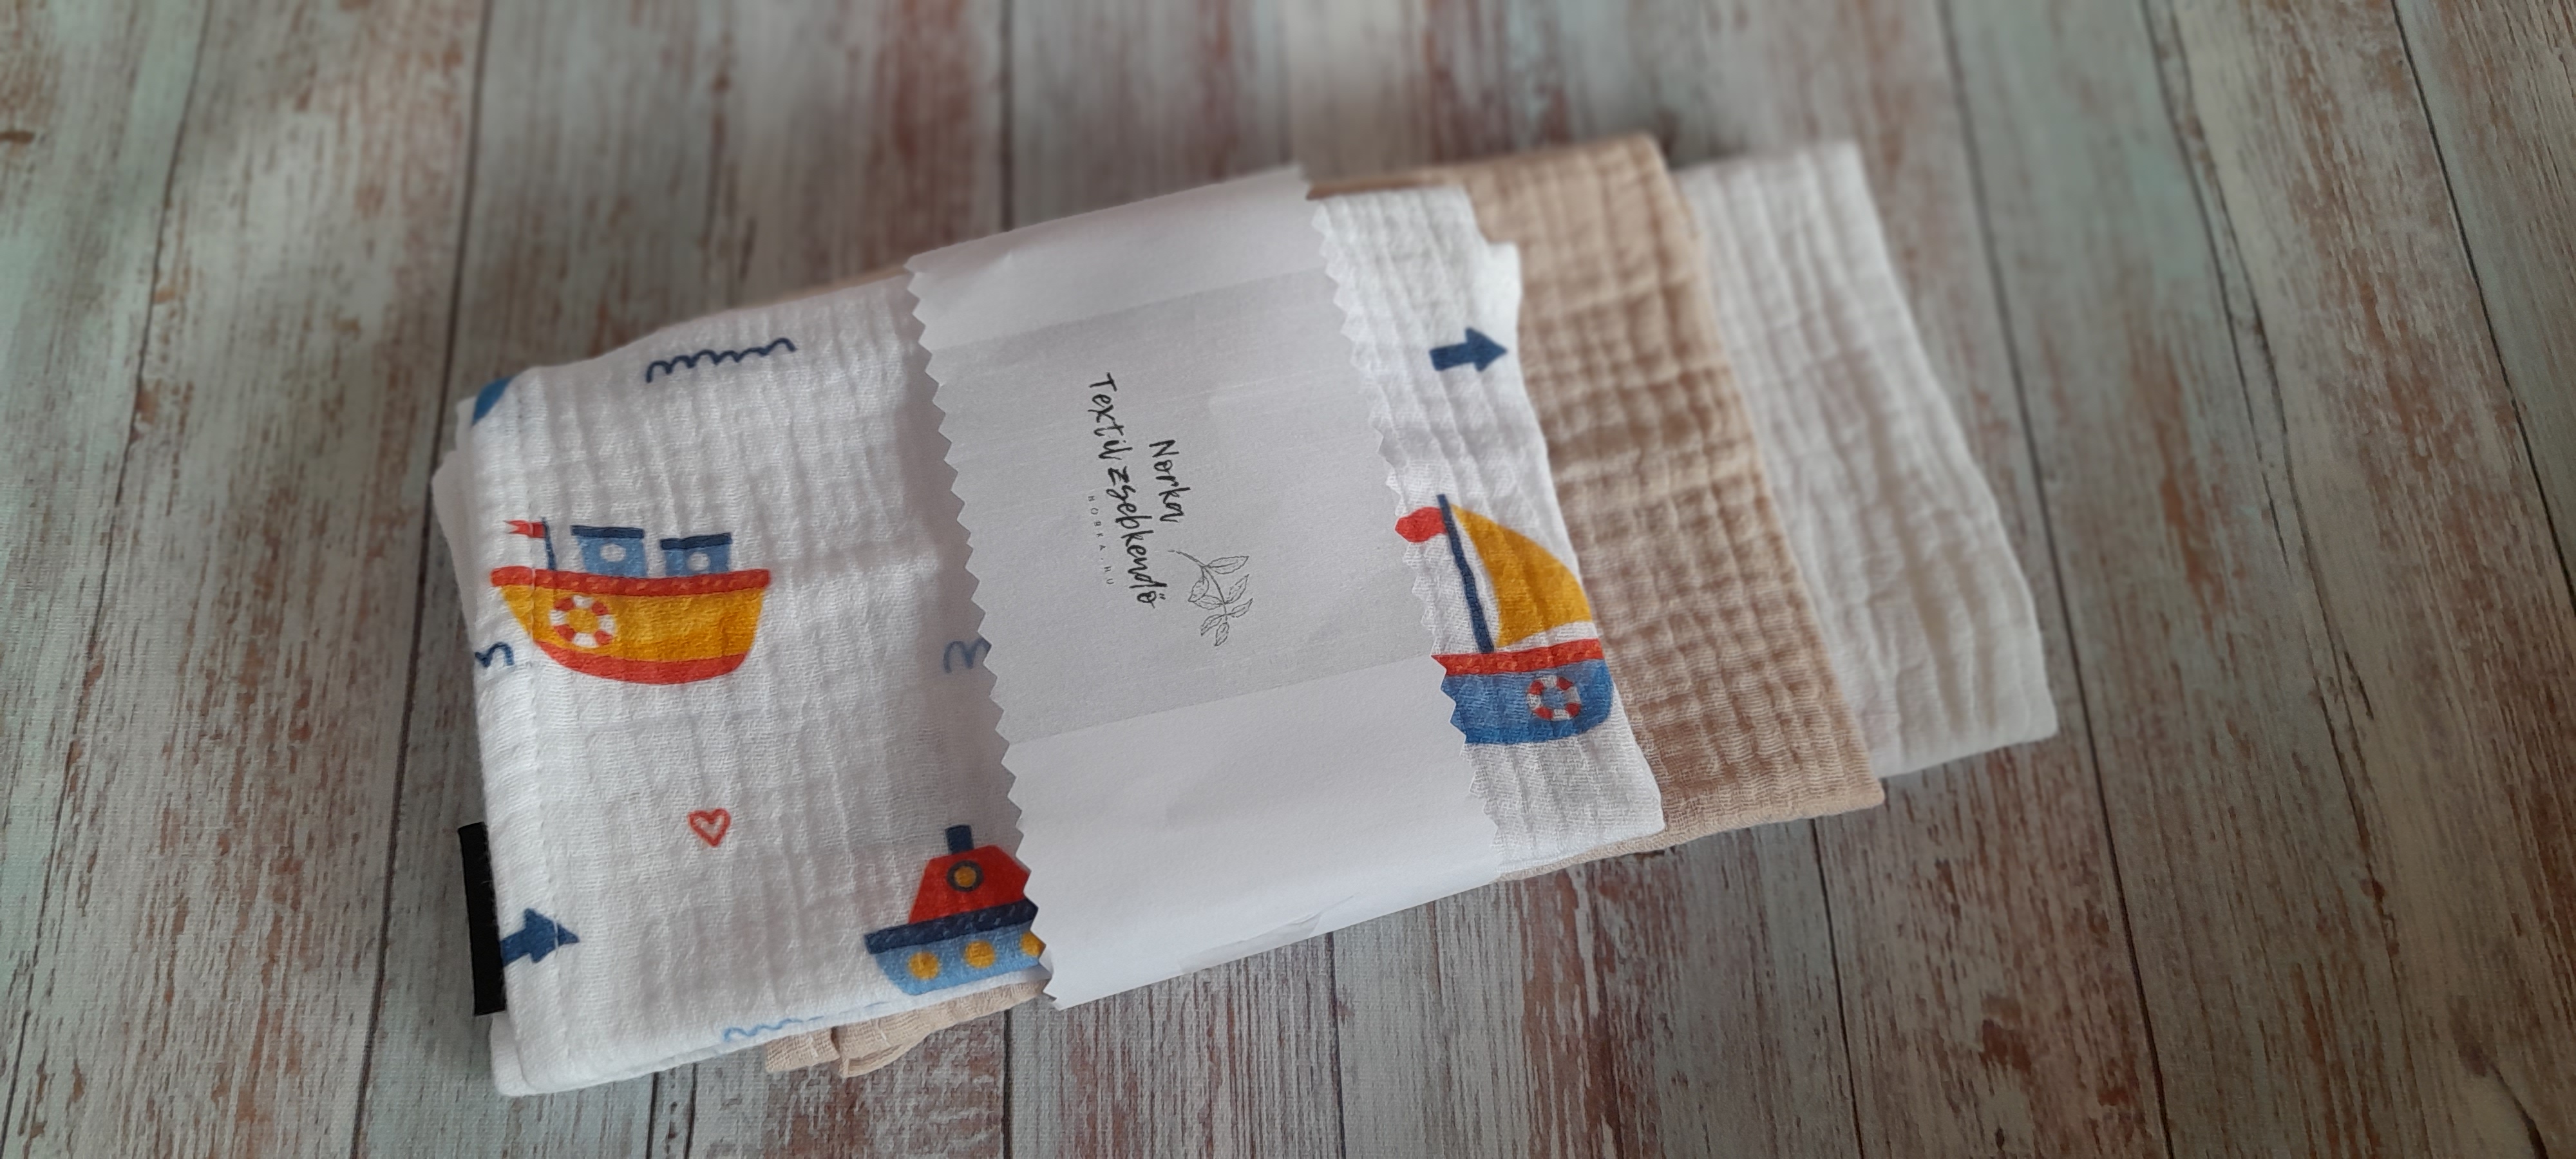 Norka
Textil zsebkendő
NORKA.HU